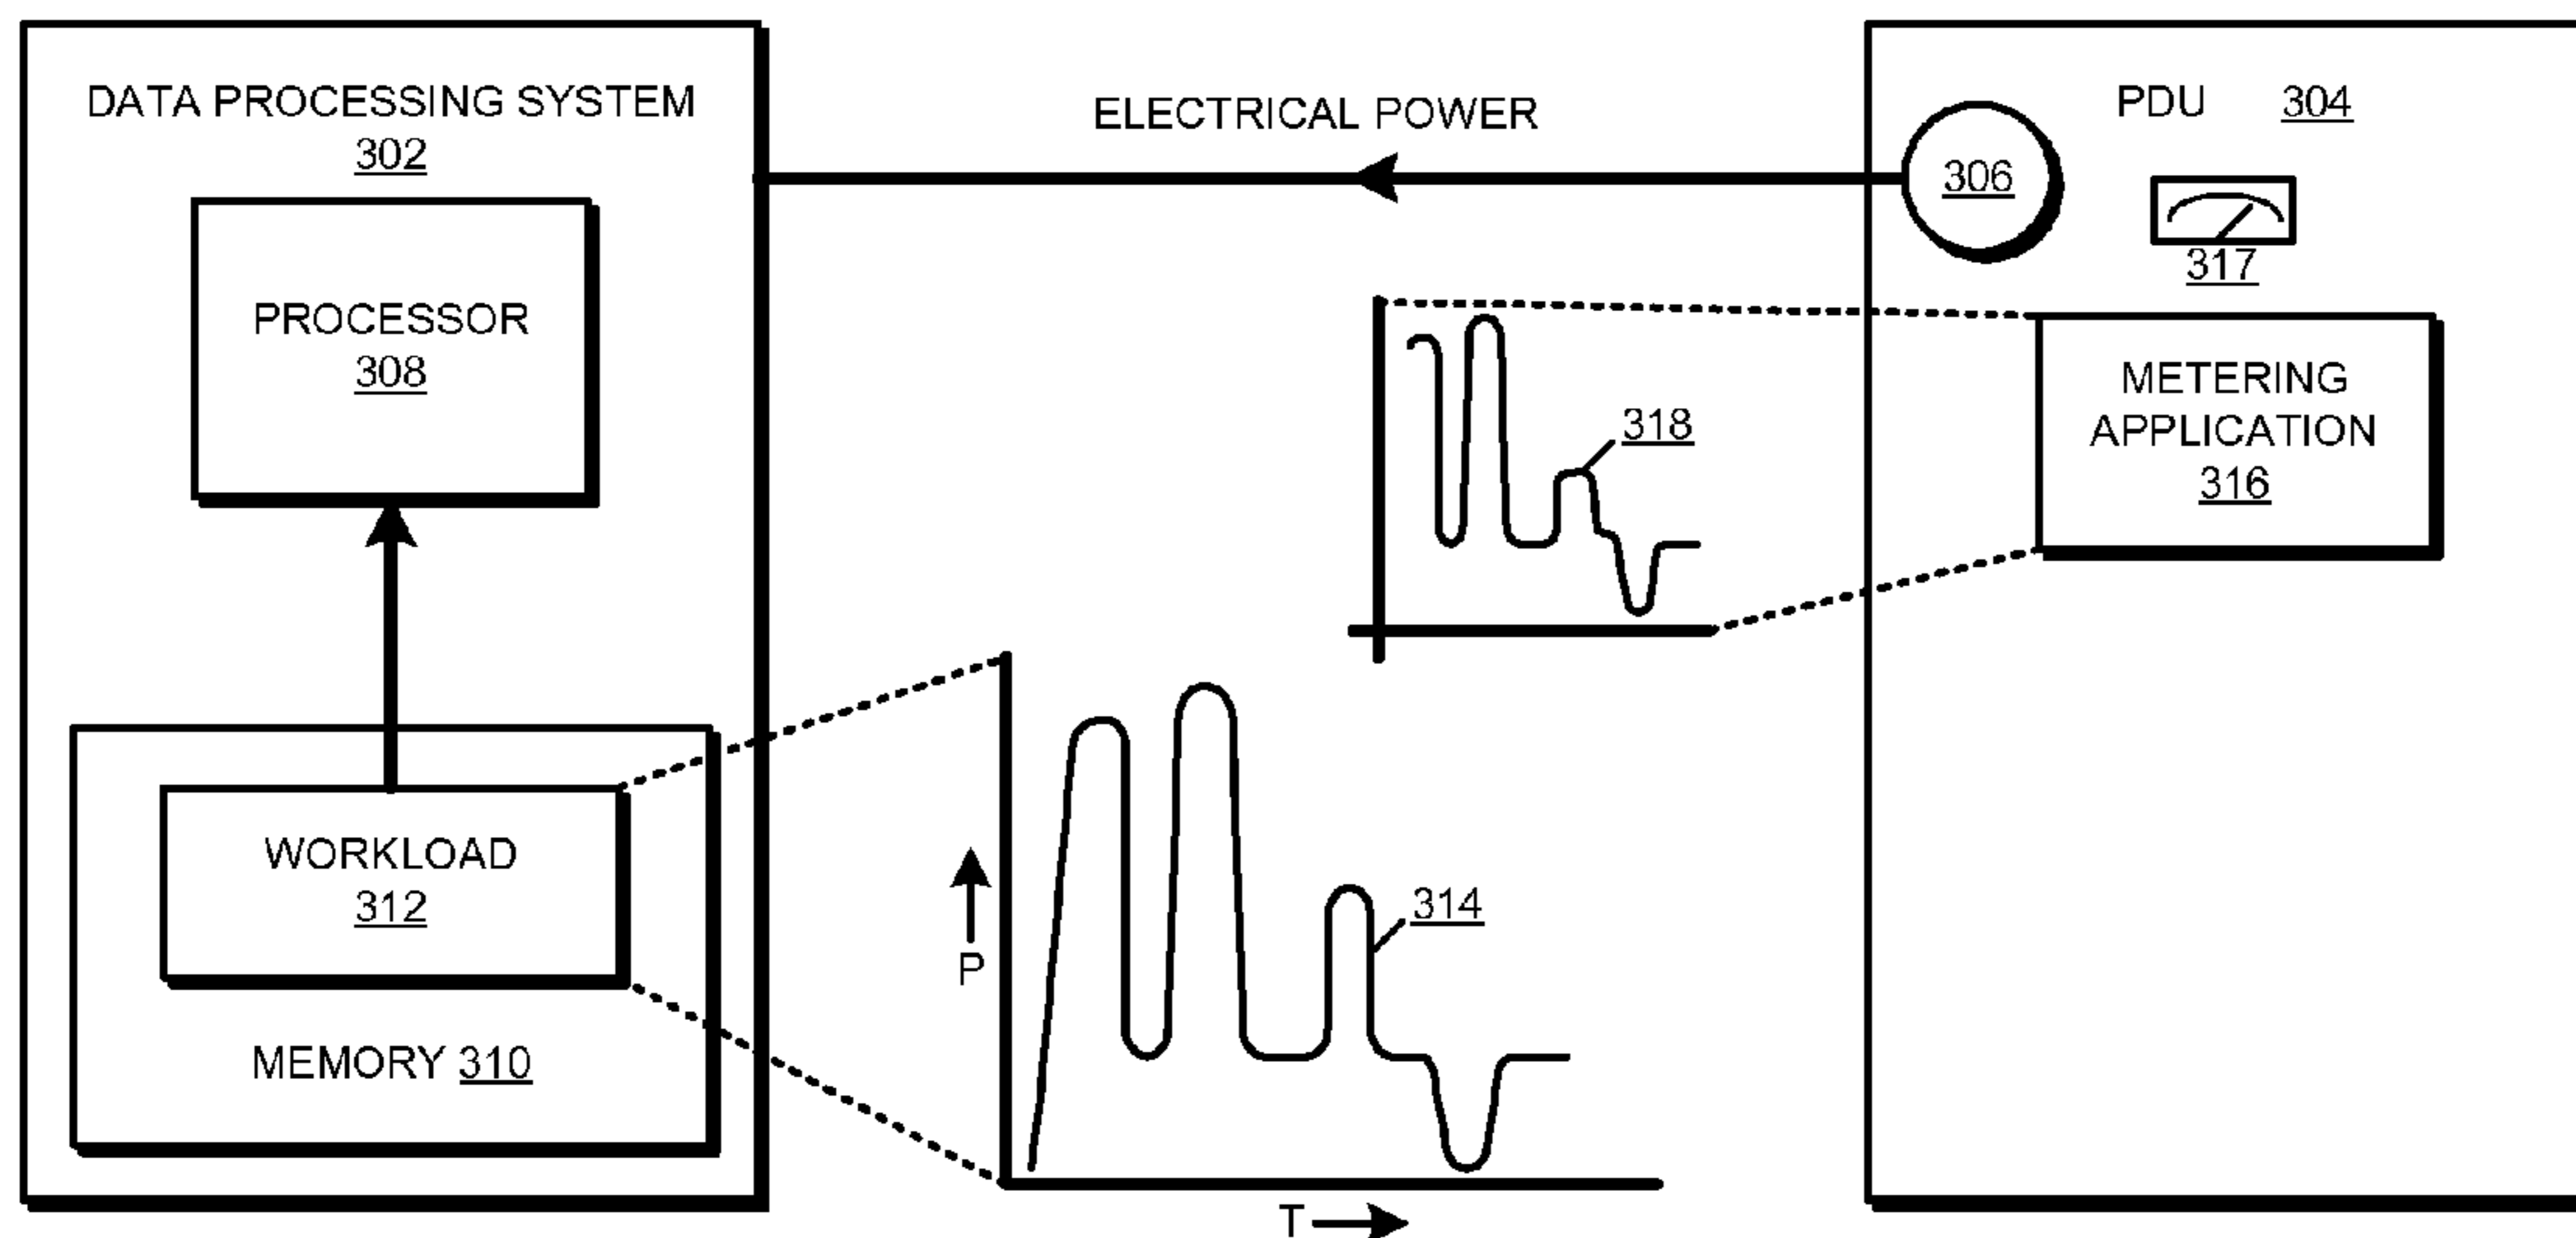 DATA PROCESSING SYSTEM
302
PROCESSOR
308
WORKLOAD
312
MEMORY 310
ELECTRICAL POWER
306
PDU 304
317
METERING
APPLICATION
316
318
314
P
T